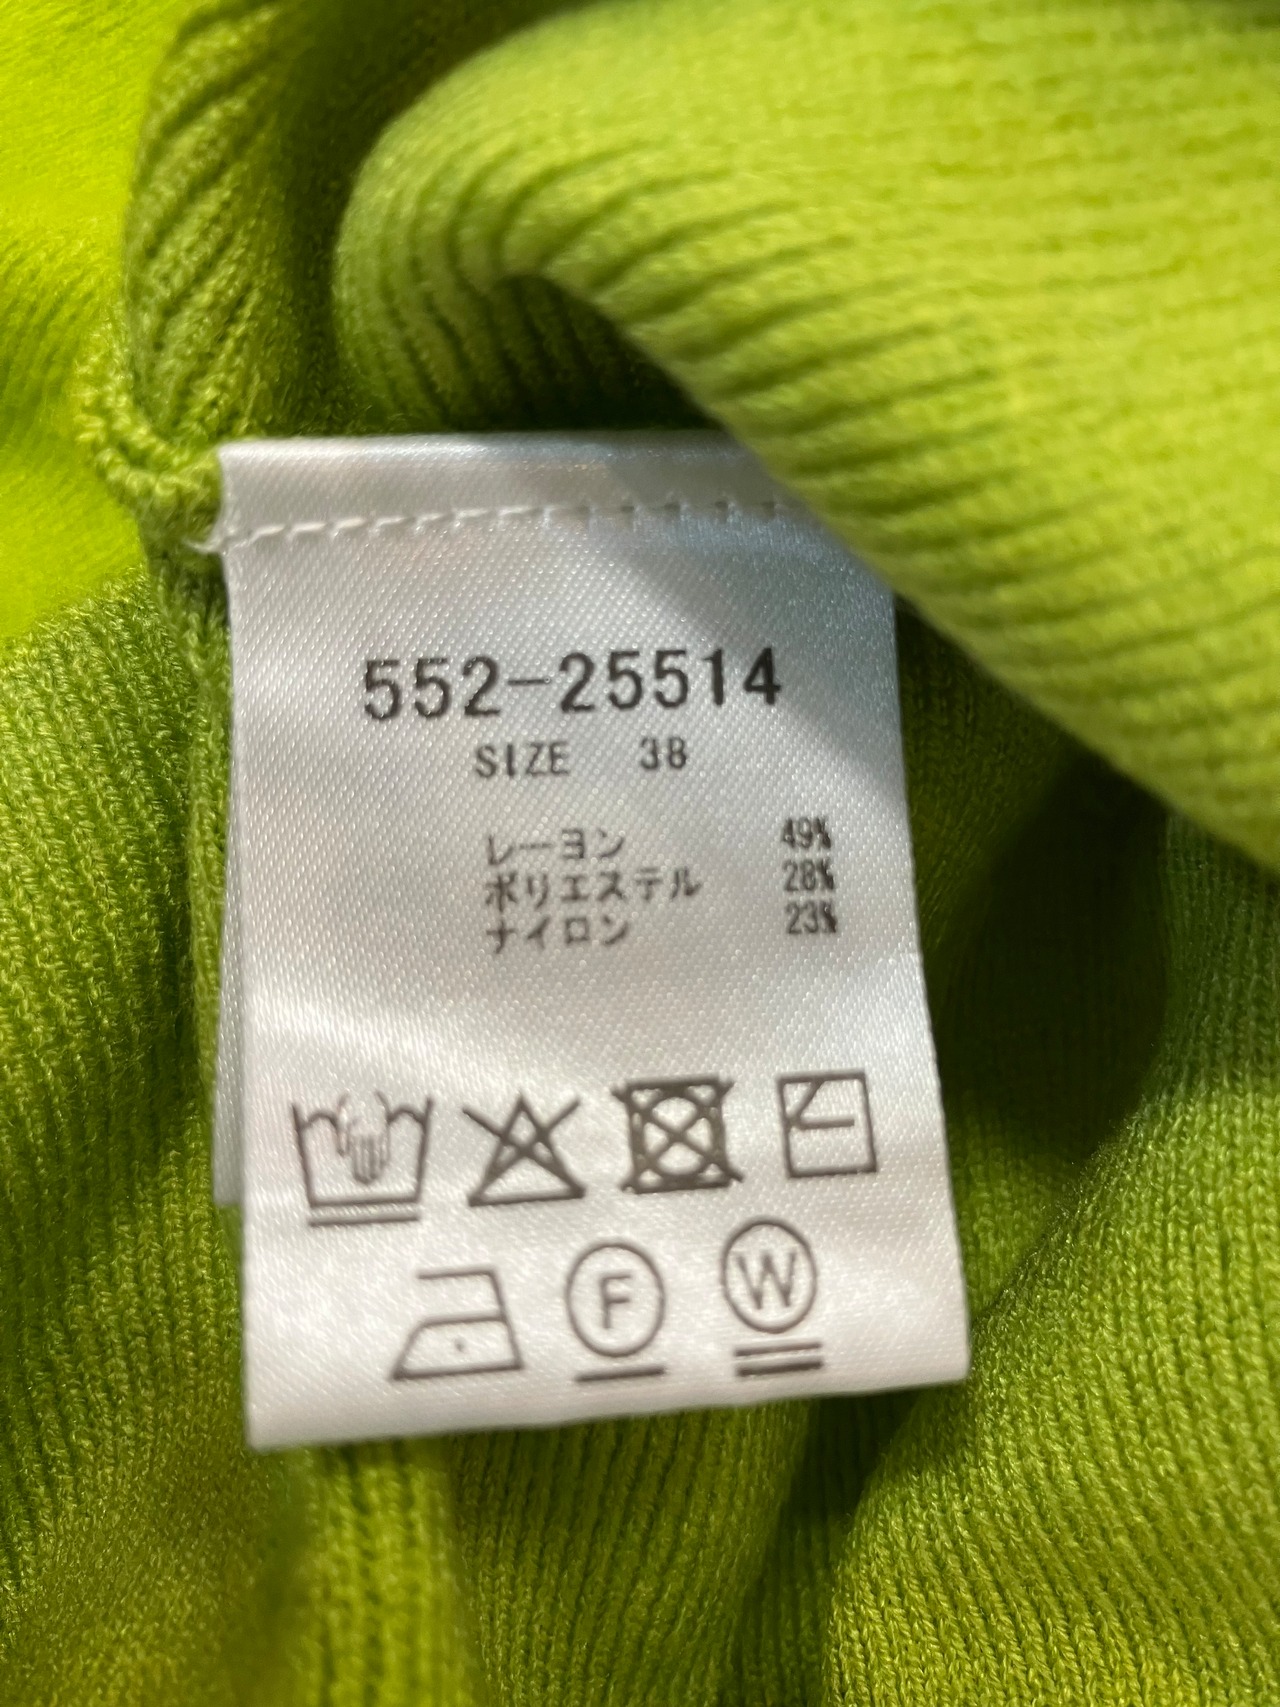 552-25514
SIZE 38
レーヨン 49%
ポリエステル 28%
ナイロン 23%
F
W